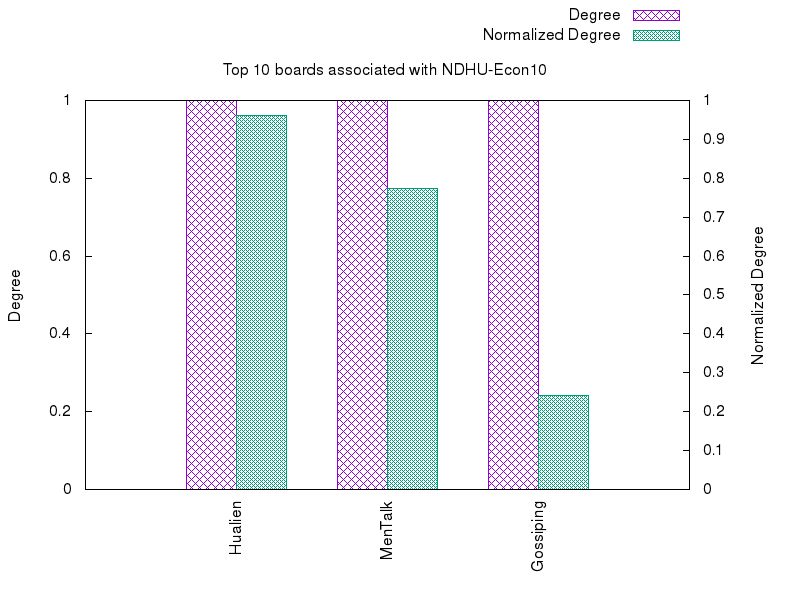 Degree
Normalized Degree
Top 10 boards associated with NDHU-Econ10
1
0.8
0.6
0.4
0.2
0
Degree
1
0.9
0.8
0.7
0.6
0.5
0.4
0.3
0.2
0.1
0
Normalized Degree
Hualien
MenTalk
Gossiping